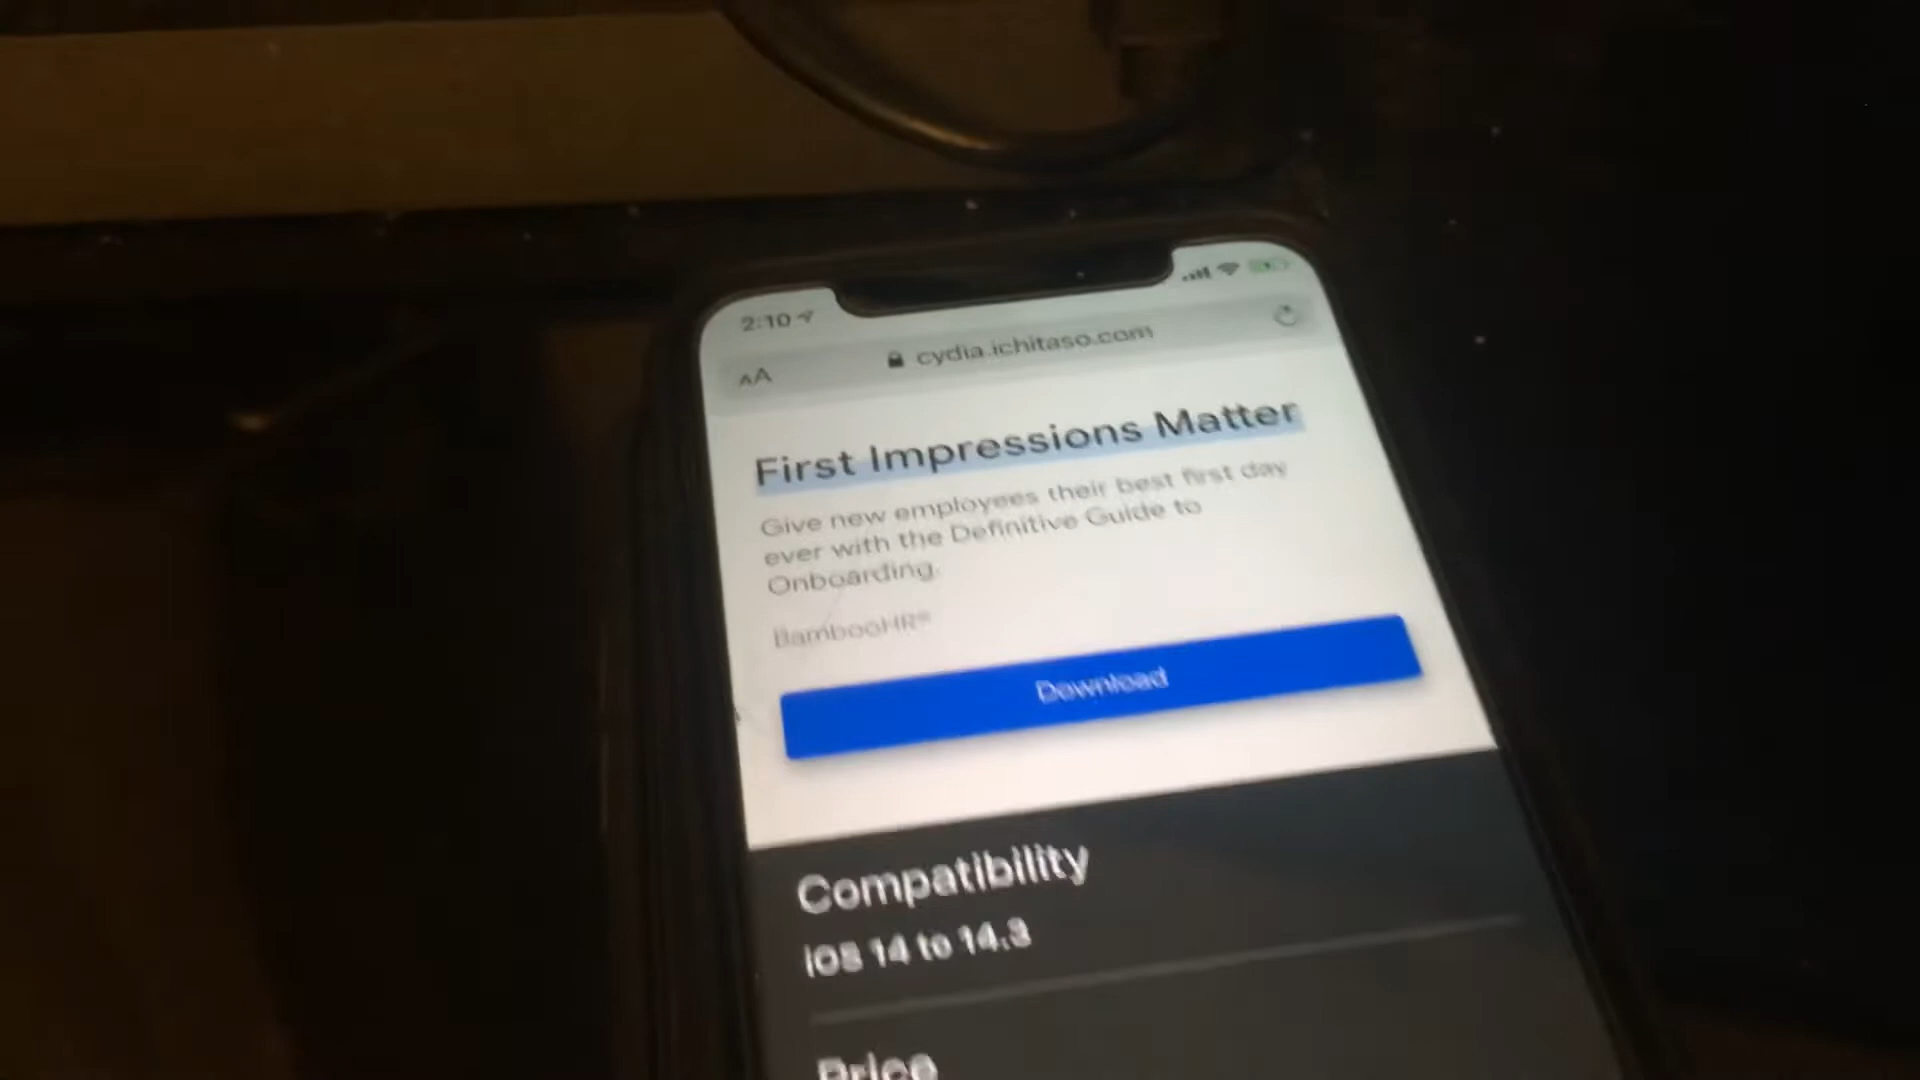 2:10
AA cydia.ichitaso.com
First Impressions Matter
Give new employees their best first day
ever with the Definitive Guide to
Onboarding.
BambooHR®
Download
Compatibility
iOS 14 to 14.3
Price